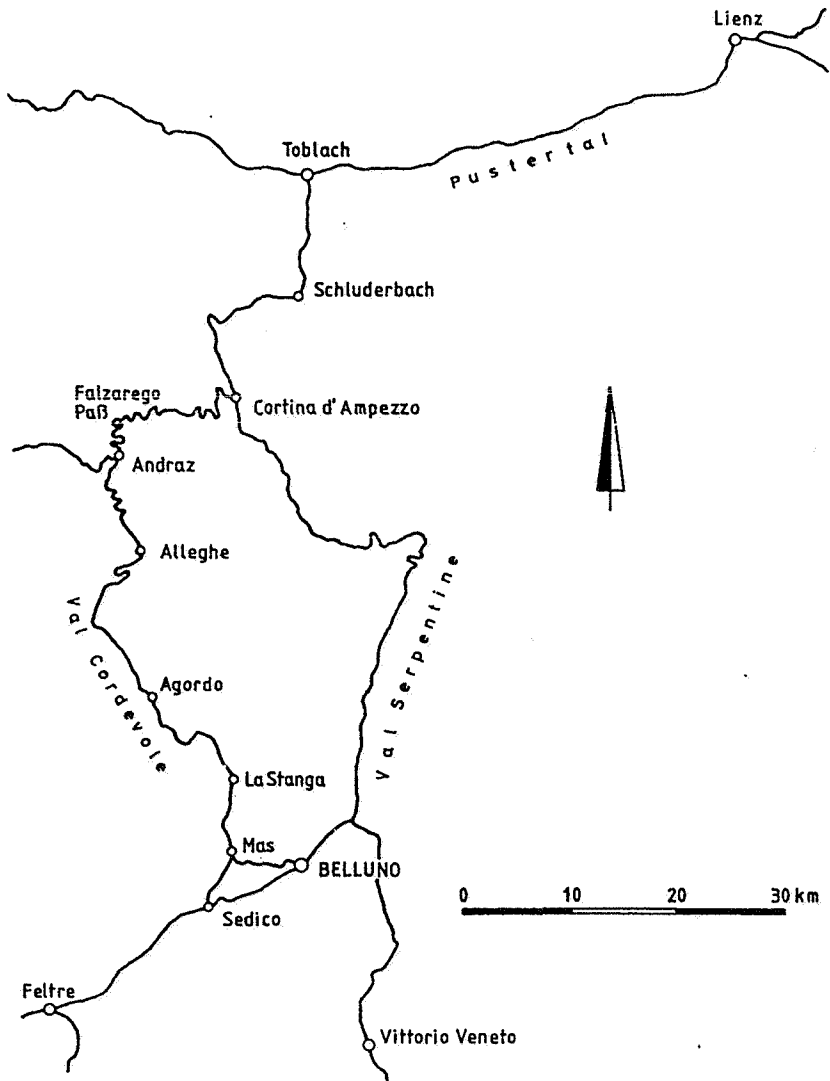 Lienz
Toblach
Pustertal
Schluderbach
Falzarego
Paß
Cortina d'Ampezzo
Andraz
Alleghe
Val Serpentine
Val Cordevole
Agordo
La Stanga
Mas
BELLUNO
0 10 20 30 km
Sedico
Feltre
Vittorio Veneto